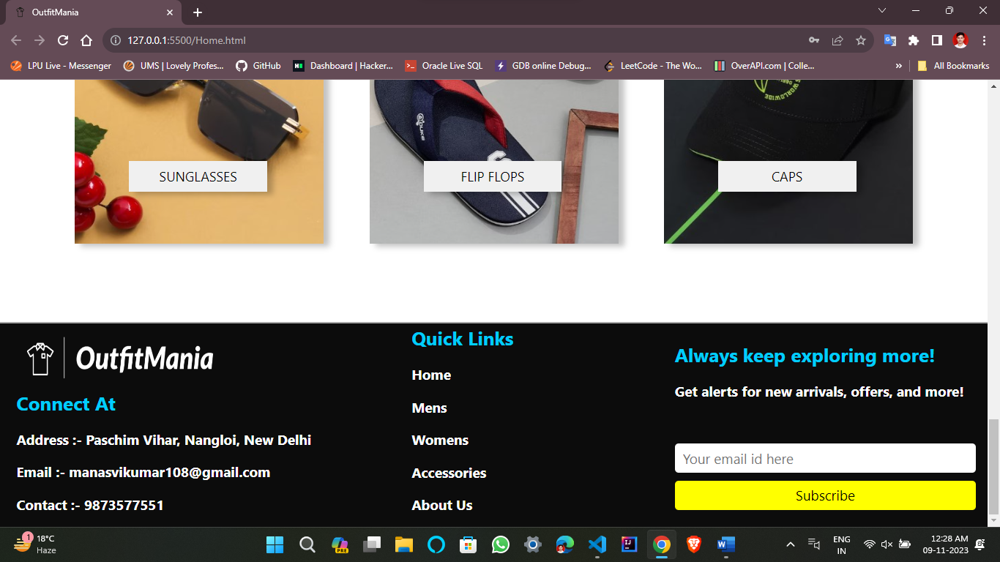 OutfitMania
127.0.0.1:5500/Home.html
LPU Live - Messenger
UMS | Lovely Profes...
GitHub
Dashboard | Hacker...
Oracle Live SQL
GDB online Debug...
LeetCode - The Wo...
OverAPI.com | Colle...
»
All Bookmarks
DUKE
WORLDWIDE
SUNGLASSES
FLIP FLOPS
CAPS
OutfitMania
Connect At
Address :- Paschim Vihar, Nangloi, New Delhi
Email :- manasvikumar108@gmail.com
Contact :- 9873577551
Quick Links
Home
Mens
Womens
Accessories
About Us
Always keep exploring more!
Get alerts for new arrivals, offers, and more!
Your email id here
Subscribe
1
18°C
Haze
PRE
ENG
IN
12:28 AM
09-11-2023